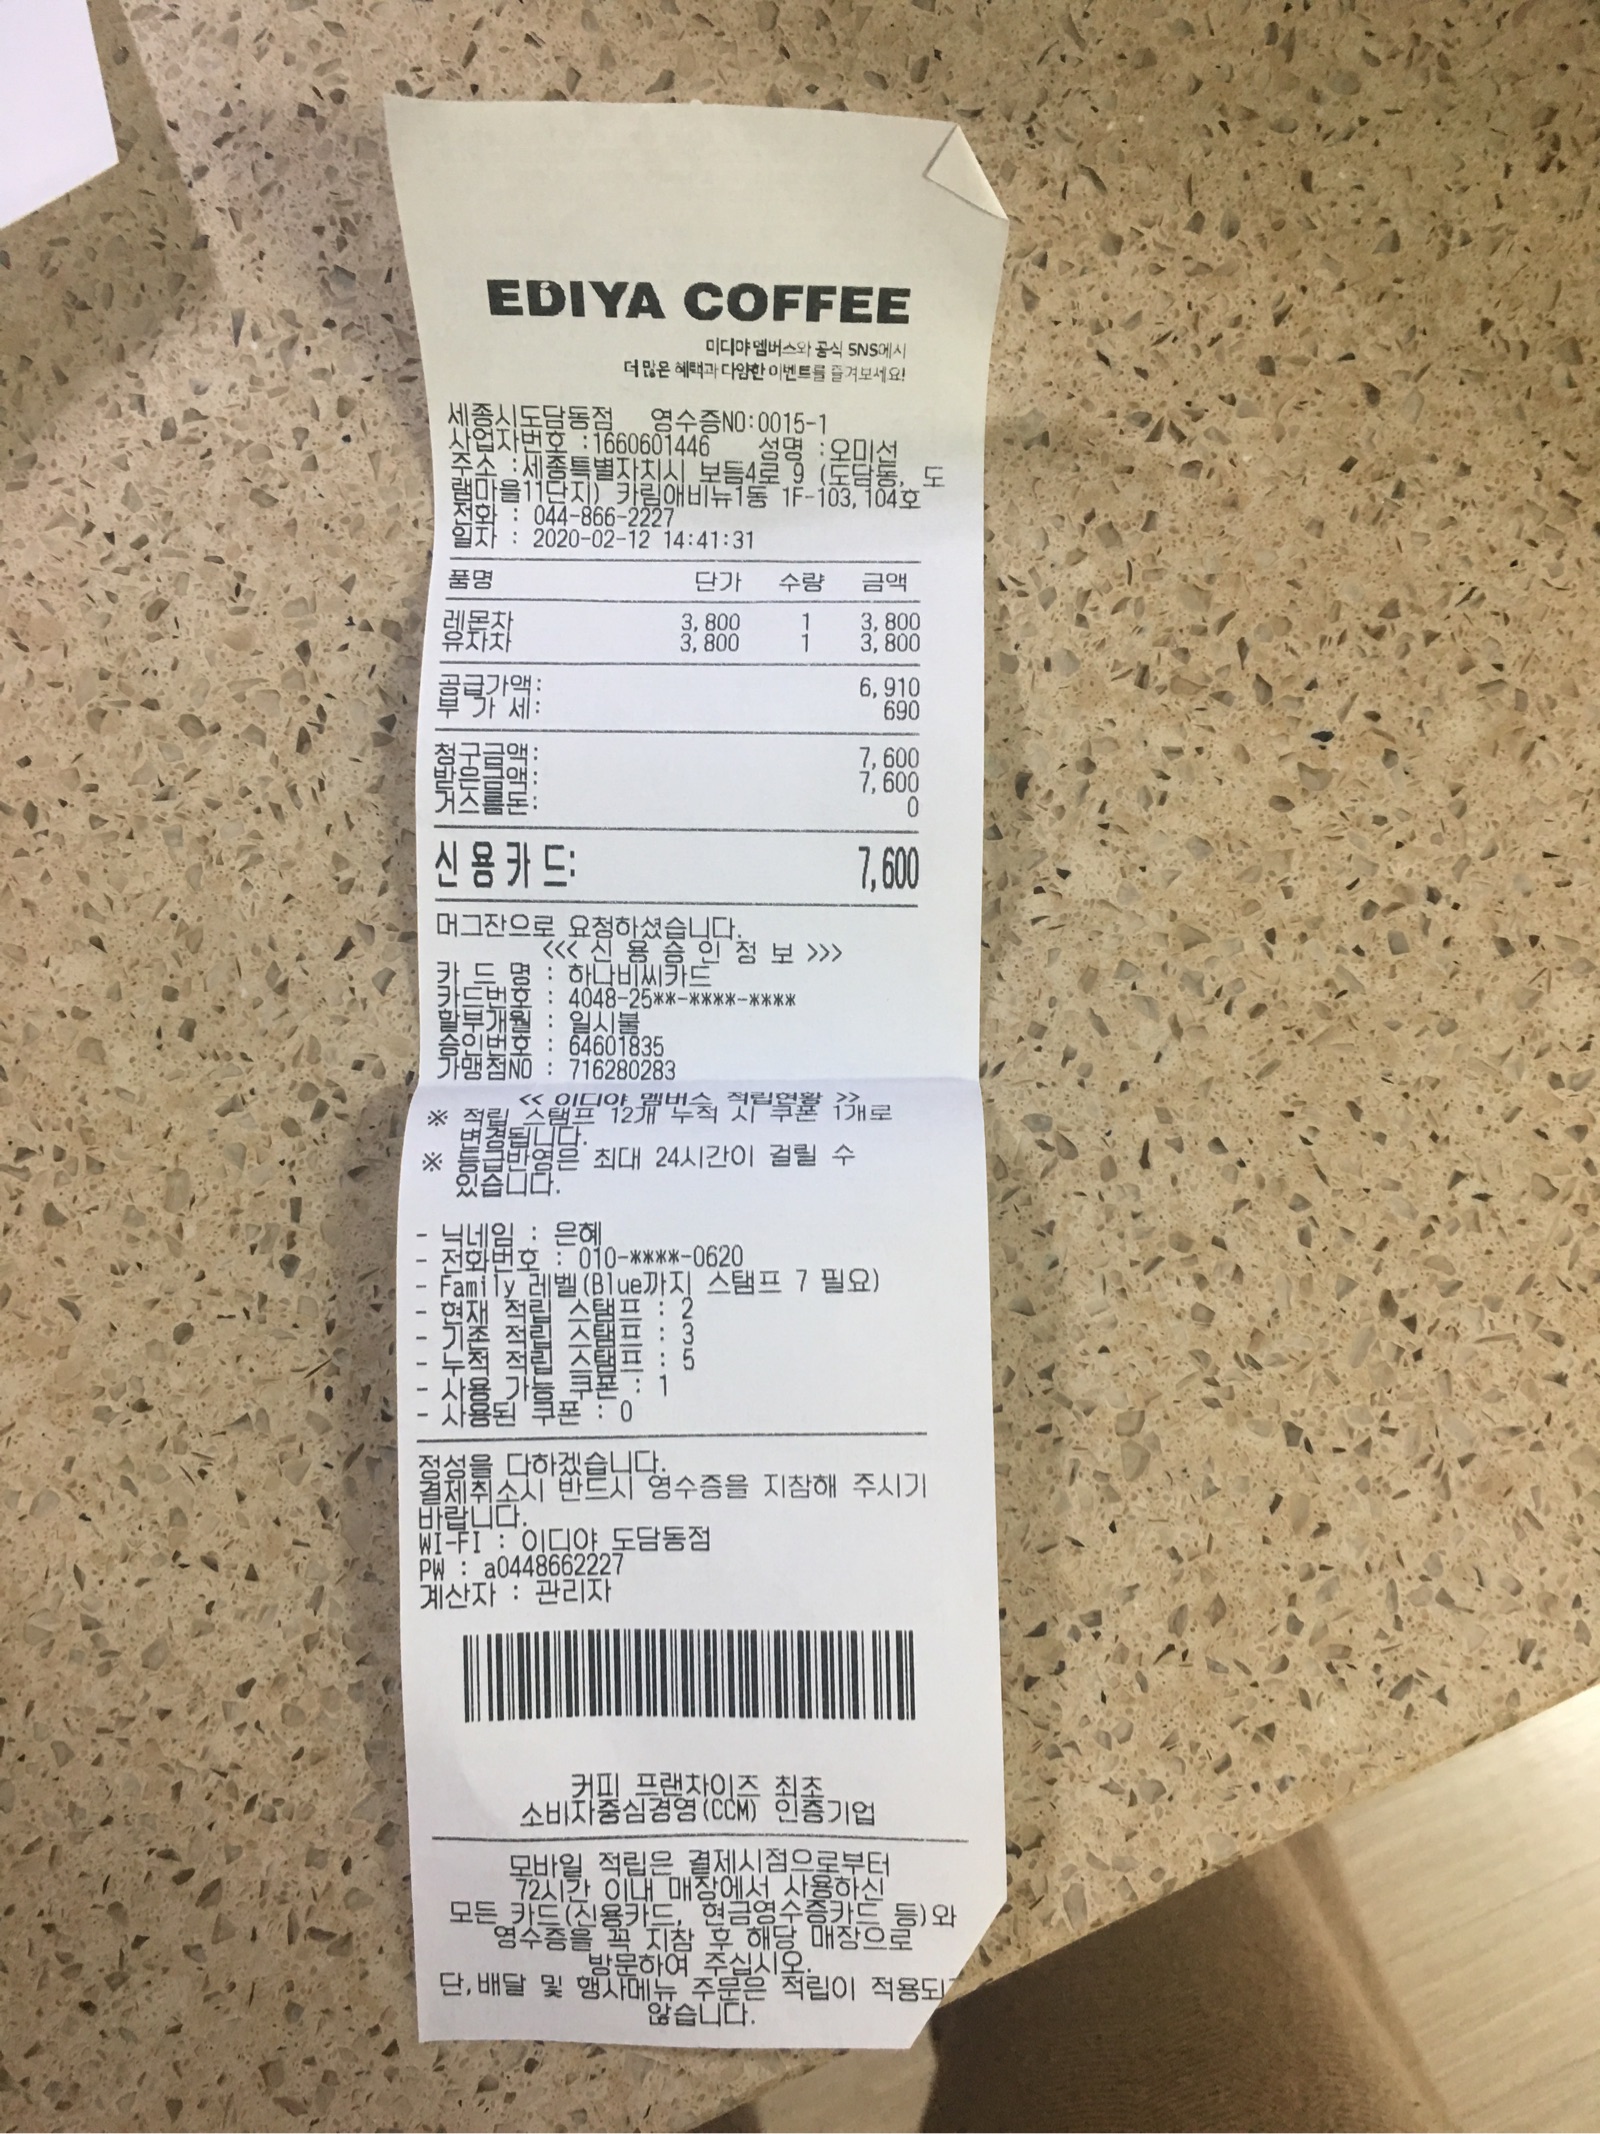 EDIYA COFFEE
이디야 멤버스와 공식 SNS에서
더 많은 혜택과 다양한 이벤트를 즐겨보세요!
세종시도담동점 영수증NO:0015-1
사업자번호 :1660601446 성명 :오미선
주소 :세종특별자치시 보듬4로 9 (도담동, 도
램마을11단지) 카림애비뉴1동 1F-103, 104호
전화 : 044-866-2227
일자 : 2020-02-12 14:41:31
품명 단가 수량 금액
레몬차 3,800 1 3,800
유자차 3,800 1 3,800
공급가액: 6,910
부 가 세: 690
청구금액: 7,600
받은금액: 7,600
거스름돈: 0
신용카드: 7,600
머그잔으로 요청하셨습니다.
<<< 신 용 승 인 정 보 >>>
카 드 명 : 하나비씨카드
카드번호 : 4048-25**-****-****
할부개월 : 일시불
승인번호 : 64601835
가맹점NO : 716280283
<< 이디야 멤버스 적립현황 >>
※ 적립 스탬프 12개 누적 시 쿠폰 1개로
변경됩니다.
※ 등급반영은 최대 24시간이 걸릴 수
있습니다.
- 닉네임 : 은혜
- 전화번호 : 010-****-0620
- Family 레벨(Blue까지 스탬프 7 필요)
- 현재 적립 스탬프 : 2
- 기존 적립 스탬프 : 3
- 누적 적립 스탬프 : 5
- 사용 가능 쿠폰 : 1
- 사용된 쿠폰 : 0
정성을 다하겠습니다.
결제취소시 반드시 영수증을 지참해 주시기
바랍니다.
WI-FI : 이디야 도담동점
PW : a0448662227
계산자 : 관리자
커피 프랜차이즈 최초
소비자중심경영(CCM) 인증기업
모바일 적립은 결제시점으로부터
72시간 이내 매장에서 사용하신
모든 카드(신용카드, 현금영수증카드 등)와
영수증을 꼭 지참 후 해당 매장으로
방문하여 주십시오.
단,배달 및 행사메뉴 주문은 적립이 적용되
않습니다.